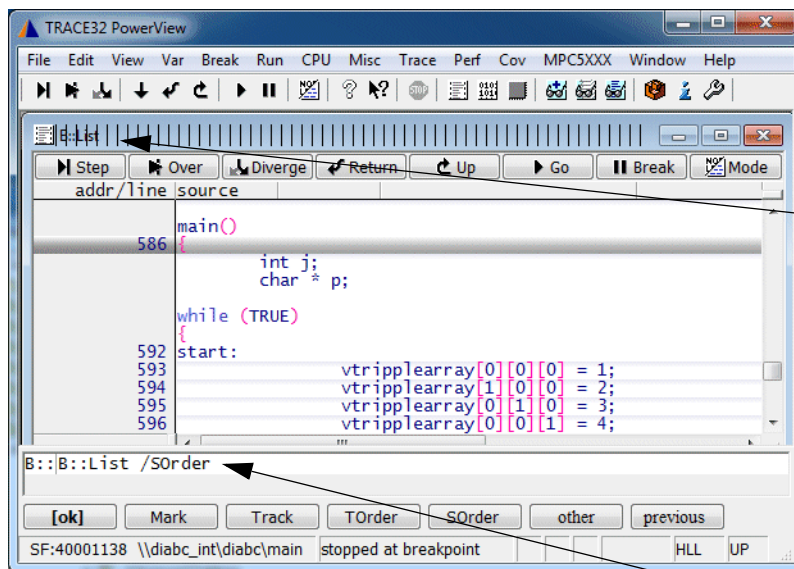 TRACE32 PowerView
File Edit View Var Break Run CPU Misc Trace Perf Cov MPC5XXX Window Help
B::List
Step Over Diverge Return Up Go Break Mode
addr/line source
main()
586 {
int j;
char * p;
while (TRUE)
{
592 start:
593 vtripplearray[0][0][0] = 1;
594 vtripplearray[1][0][0] = 2;
595 vtripplearray[0][1][0] = 3;
596 vtripplearray[0][0][1] = 4;
B::B::List /SOrder
[ok] Mark Track TOrder SOrder other previous
SF:40001138 \\diabc_int\diabc\main stopped at breakpoint HLL UP